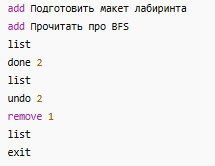 add Подготовить макет лабиринта
add Прочитать про BFS
list
done 2
list
undo 2
remove 1
list
exit